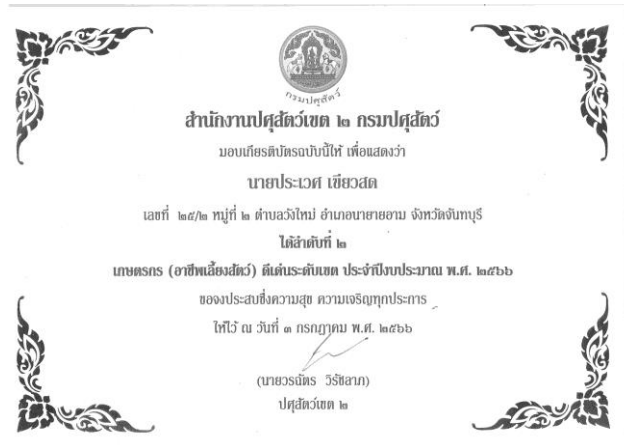 กรมปศุสัตว์
สำนักงานปศุสัตว์เขต ๒ กรมปศุสัตว์
มอบเกียรติบัตรฉบับนี้ให้ เพื่อแสดงว่า
นายประเวศ เขียวสด
เลขที่ ๒๕/๒ หมู่ที่ ๒ ตำบลวังใหม่ อำเภอนายายอาม จังหวัดจันทบุรี
ได้ลำดับที่ ๒
เกษตรกร (อาชีพเลี้ยงสัตว์) ดีเด่นระดับเขต ประจำปีงบประมาณ พ.ศ. ๒๕๖๖
ขอจงประสบซึ่งความสุข ความเจริญทุกประการ
ให้ไว้ ณ วันที่ ๓ กรกฎาคม พ.ศ. ๒๕๖๖
(นายวรฉัตร วิรัชลาภ)
ปศุสัตว์เขต ๒